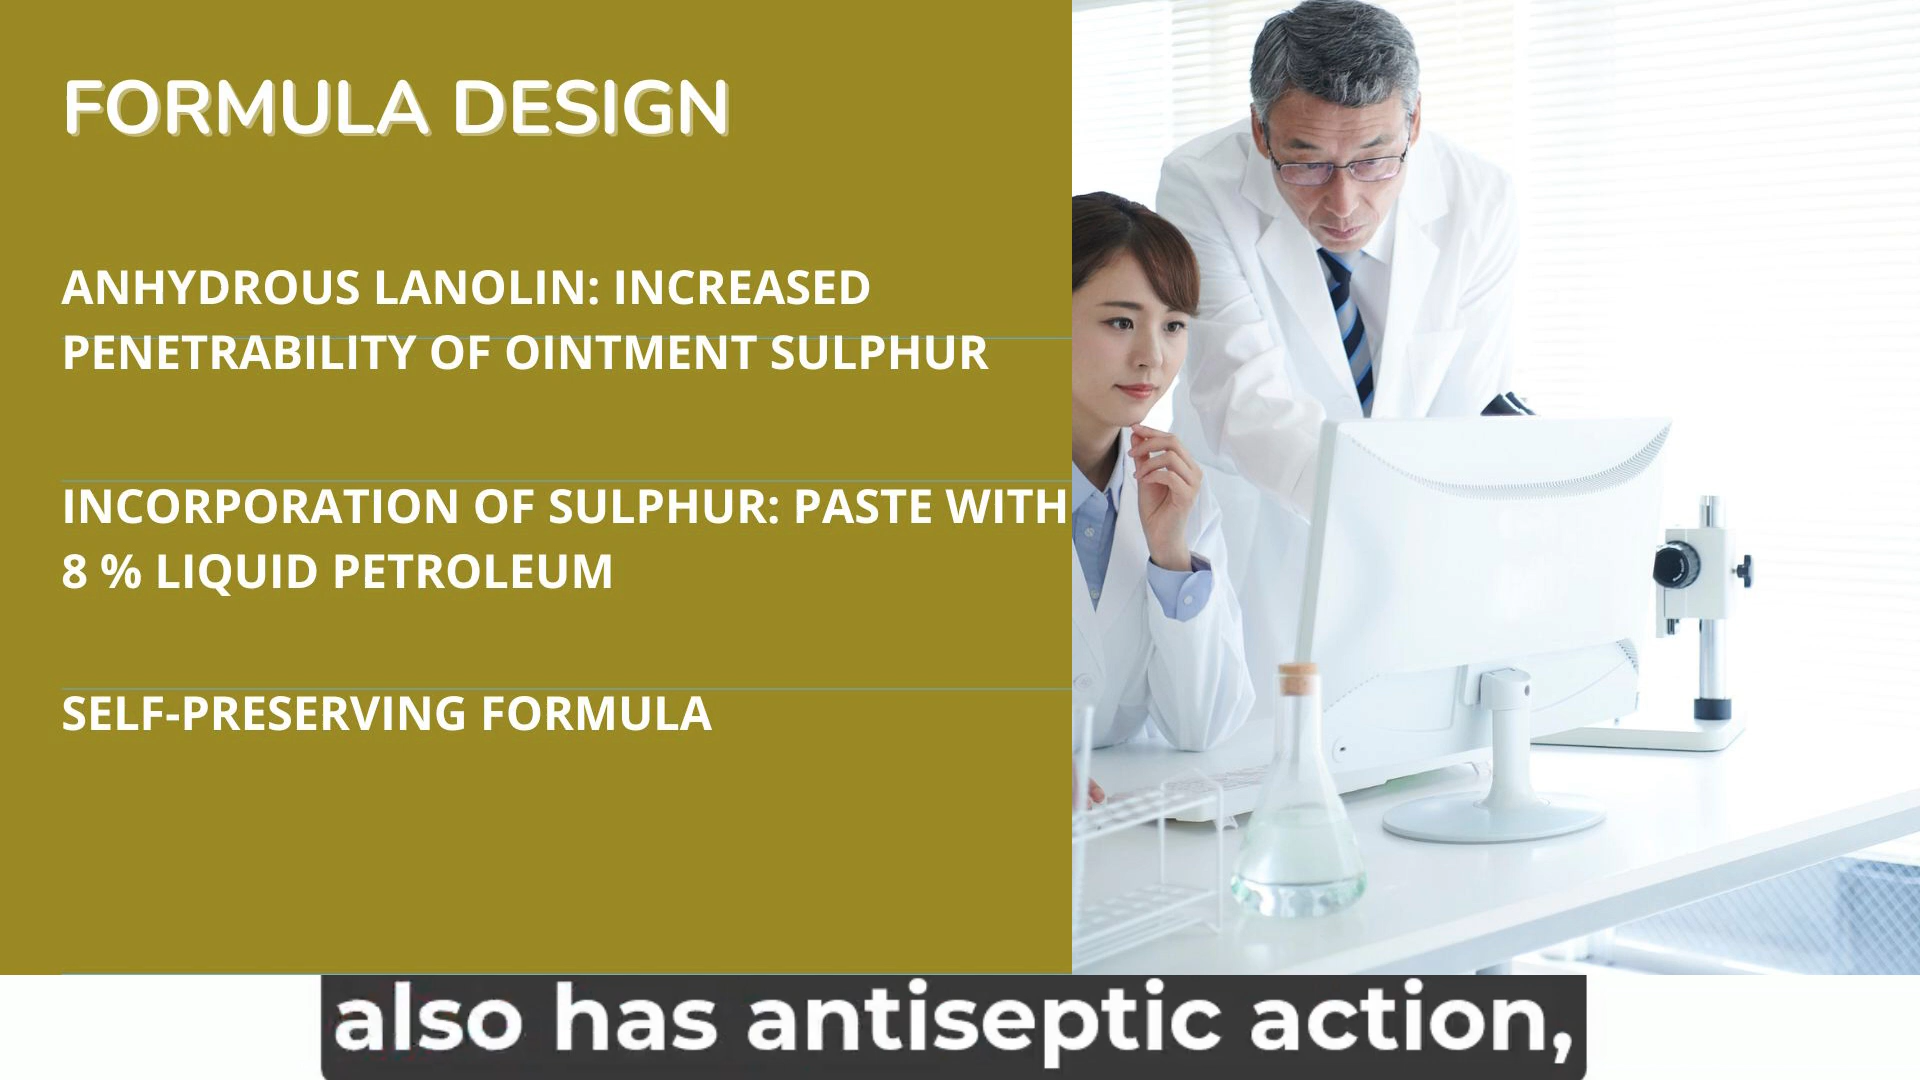 FORMULA DESIGN
ANHYDROUS LANOLIN: INCREASED
PENETRABILITY OF OINTMENT SULPHUR
INCORPORATION OF SULPHUR: PASTE WITH
8 % LIQUID PETROLEUM
SELF-PRESERVING FORMULA
also has antiseptic action,